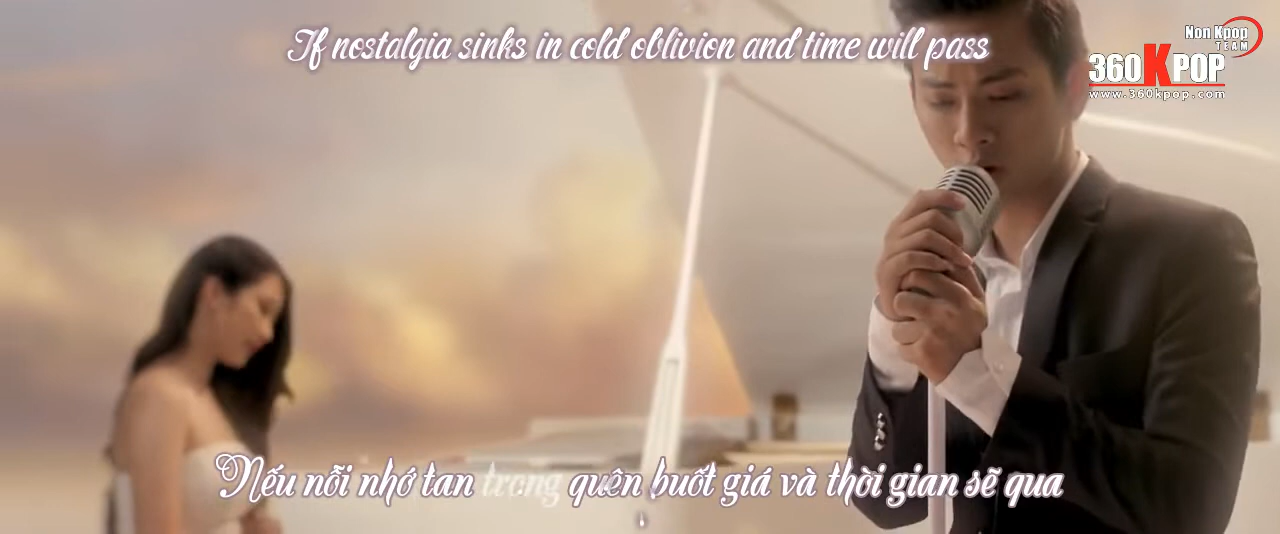 If nostalgia sinks in cold oblivion and time will pass
Non Kpop
TEAM
360KPOP
www.360kpop.com
Nếu nỗi nhớ tan trong quên buốt giá và thời gian sẽ qua